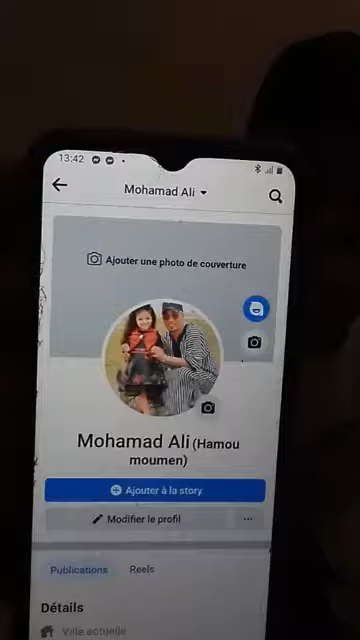 13:42
Mohamad Ali
Ajouter une photo de couverture
Mohamad Ali (Hamou
moumen)
Ajouter à la story
Modifier le profil
Publications Reels
Détails
Ville actuelle